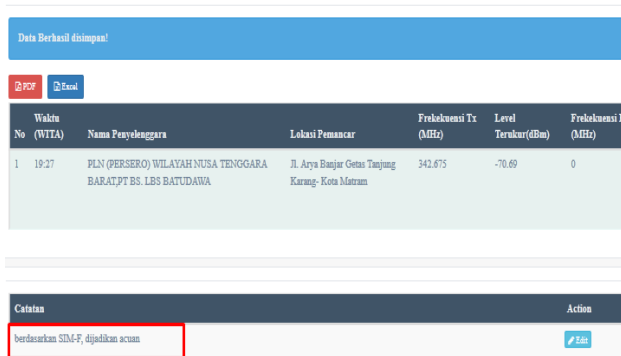 Data Berhasil disimpan!
PDF Excel
No Waktu (WITA) Nama Penyelenggara Lokasi Pemancar Frekekuensi Tx (MHz) Level Terukur(dBm) Frekekuensi (MHz)
1 19:27 PLN (PERSERO) WILAYAH NUSA TENGGARA Jl. Arya Banjar Getas Tanjung 342.675 -70.69 0
BARAT,PT BS. LBS BATUDAWA Karang- Kota Matram
Catatan Action
berdasarkan SIM-F, dijadikan acuan Edit